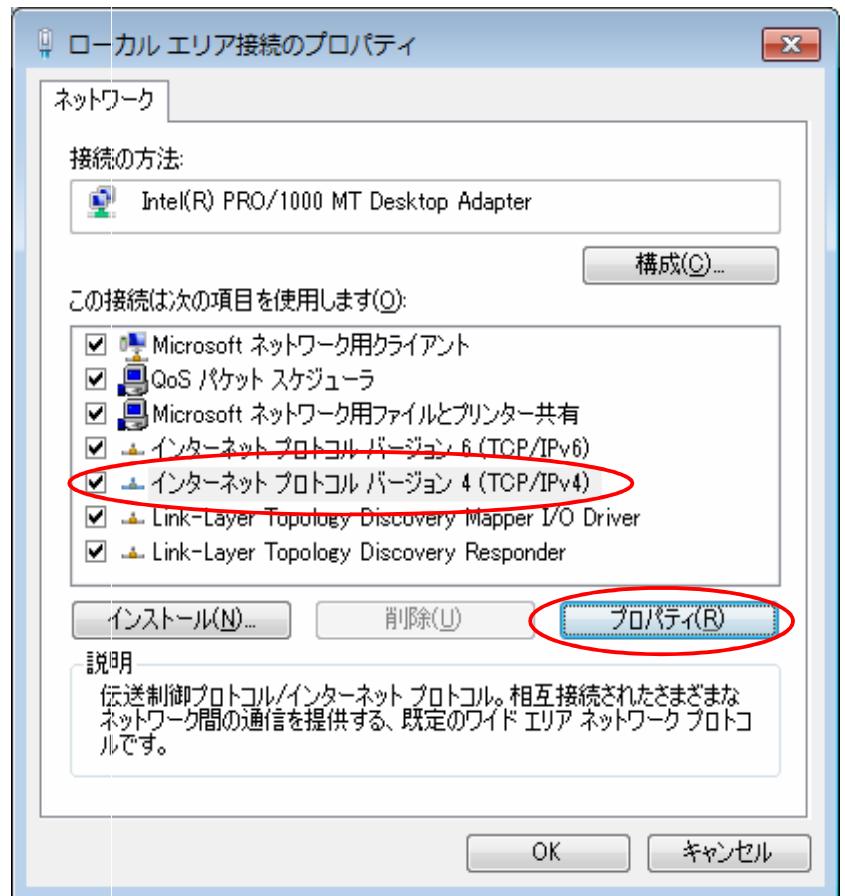 ローカル エリア接続のプロパティ
ネットワーク
接続の方法:
Intel(R) PRO/1000 MT Desktop Adapter
構成(C)...
この接続は次の項目を使用します(O):
Microsoft ネットワーク用クライアント
QoS パケット スケジューラ
Microsoft ネットワーク用ファイルとプリンター共有
インターネット プロトコル バージョン 6 (TCP/IPv6)
インターネット プロトコル バージョン 4 (TCP/IPv4)
Link-Layer Topology Discovery Mapper I/O Driver
Link-Layer Topology Discovery Responder
インストール(N)... 削除(U) プロパティ(R)
説明
伝送制御プロトコル/インターネット プロトコル。相互接続されたさまざまな
ネットワーク間の通信を提供する、既定のワイド エリア ネットワーク プロトコ
ルです。
OK キャンセル